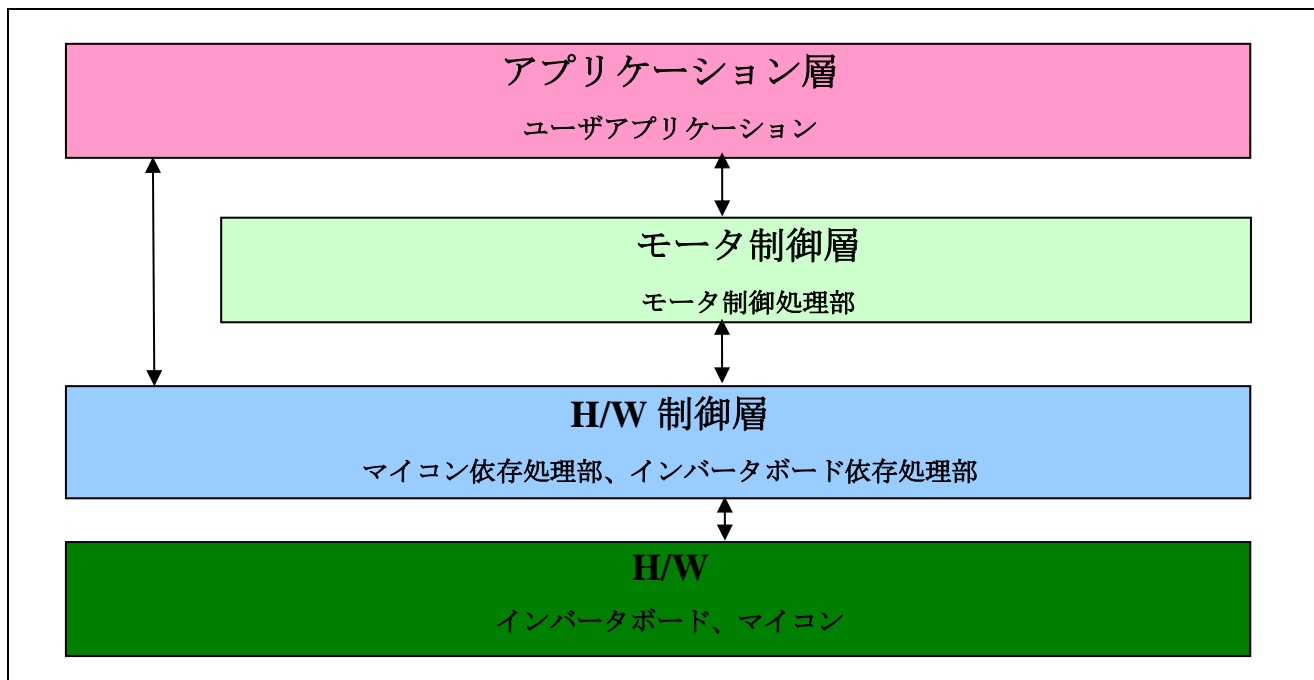 アプリケーション層
ユーザアプリケーション
モータ制御層
モータ制御処理部
H/W 制御層
マイコン依存処理部、インバータボード依存処理部
H/W
インバータボード、マイコン